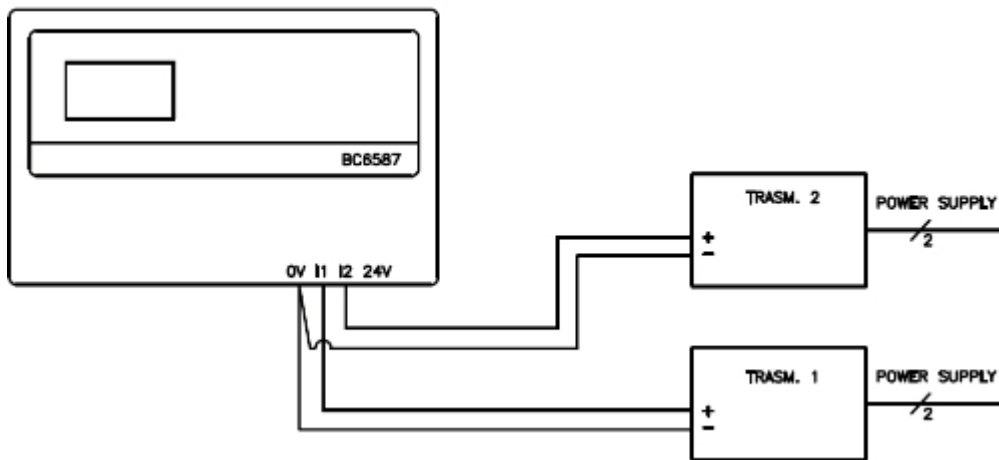 BC6587
0V I1 I2 24V
TRASM. 2
+
-
POWER SUPPLY
2
TRASM. 1
+
-
POWER SUPPLY
2